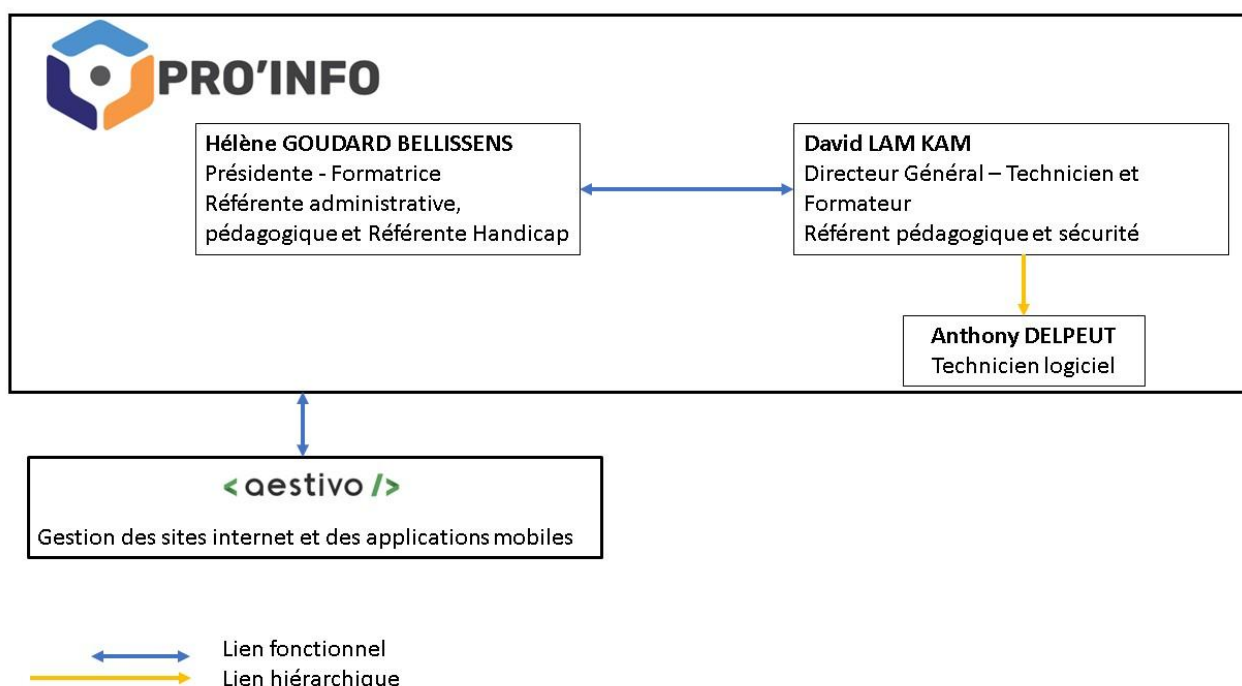 PRO'INFO
Hélène GOUDARD BELLISSENS
Présidente - Formatrice
Référente administrative,
pédagogique et Référente Handicap
David LAM KAM
Directeur Général – Technicien et
Formateur
Référent pédagogique et sécurité
Anthony DELPEUT
Technicien logiciel
< aestivo />
Gestion des sites internet et des applications mobiles
Lien fonctionnel
Lien hiérarchique